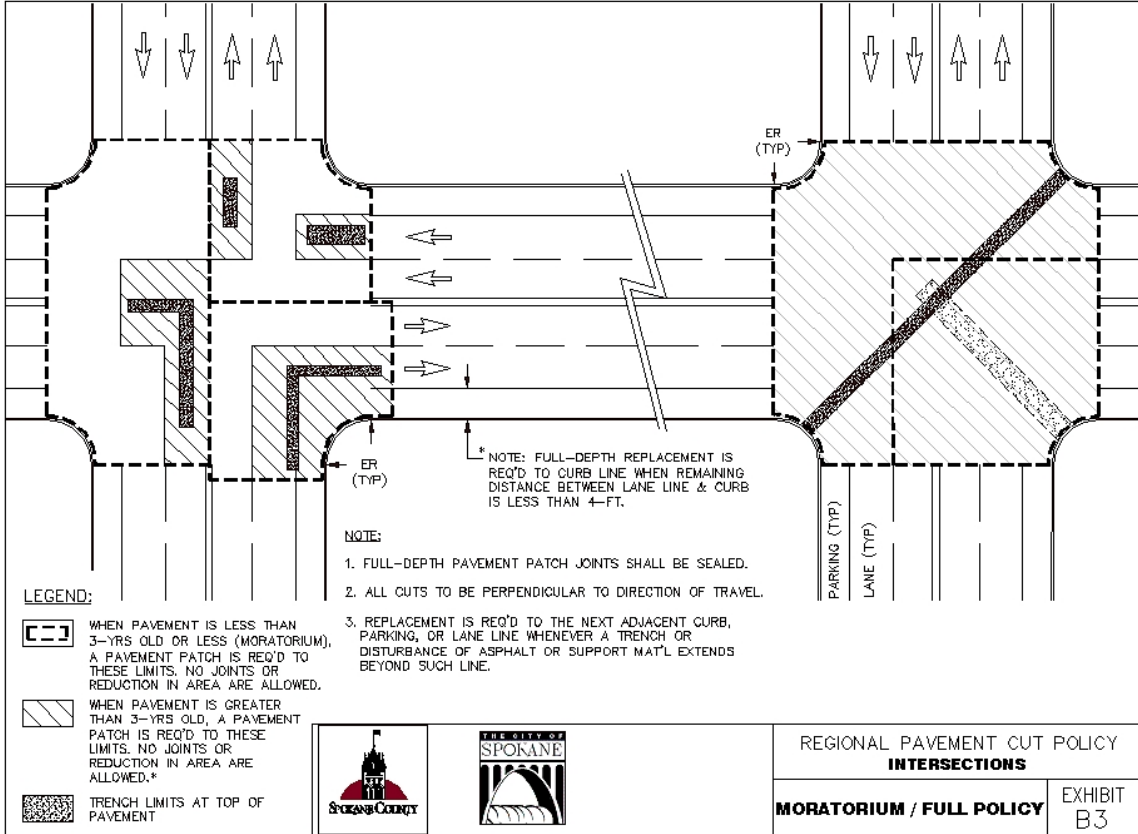 ER
(TYP)
ER
(TYP)
* NOTE: FULL-DEPTH REPLACEMENT IS
REQ'D TO CURB LINE WHEN REMAINING
DISTANCE BETWEEN LANE LINE & CURB
IS LESS THAN 4-FT.
PARKING (TYP)
LANE (TYP)
NOTE:
1. FULL-DEPTH PAVEMENT PATCH JOINTS SHALL BE SEALED.
2. ALL CUTS TO BE PERPENDICULAR TO DIRECTION OF TRAVEL.
3. REPLACEMENT IS REQ'D TO THE NEXT ADJACENT CURB,
PARKING, OR LANE LINE WHENEVER A TRENCH OR
DISTURBANCE OF ASPHALT OR SUPPORT MAT'L EXTENDS
BEYOND SUCH LINE.
LEGEND:
WHEN PAVEMENT IS LESS THAN
3-YRS OLD OR LESS (MORATORIUM),
A PAVEMENT PATCH IS REQ'D TO
THESE LIMITS. NO JOINTS OR
REDUCTION IN AREA ARE ALLOWED.
WHEN PAVEMENT IS GREATER
THAN 3-YRS OLD, A PAVEMENT
PATCH IS REQ'D TO THESE
LIMITS. NO JOINTS OR
REDUCTION IN AREA ARE
ALLOWED.*
TRENCH LIMITS AT TOP OF
PAVEMENT
SPOKANE COUNTY
THE CITY OF
SPOKANE
REGIONAL PAVEMENT CUT POLICY
INTERSECTIONS
MORATORIUM / FULL POLICY
EXHIBIT
B3